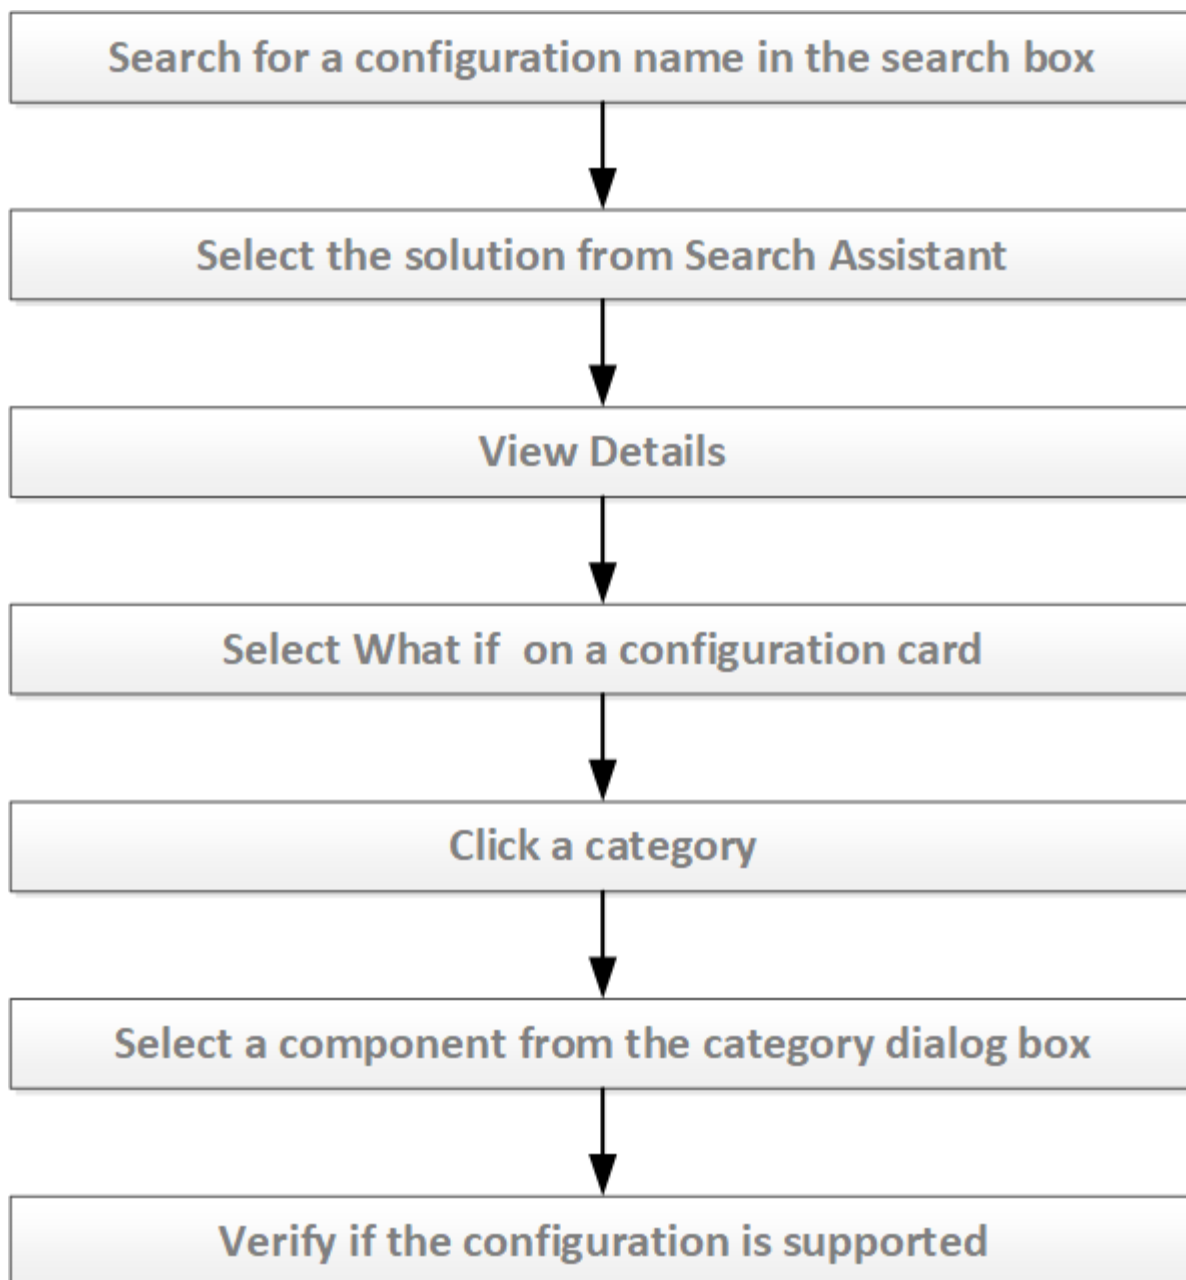 Search for a configuration name in the search box
Select the solution from Search Assistant
View Details
Select What if  on a configuration card
Click a category
Select a component from the category dialog box
Verify if the configuration is supported